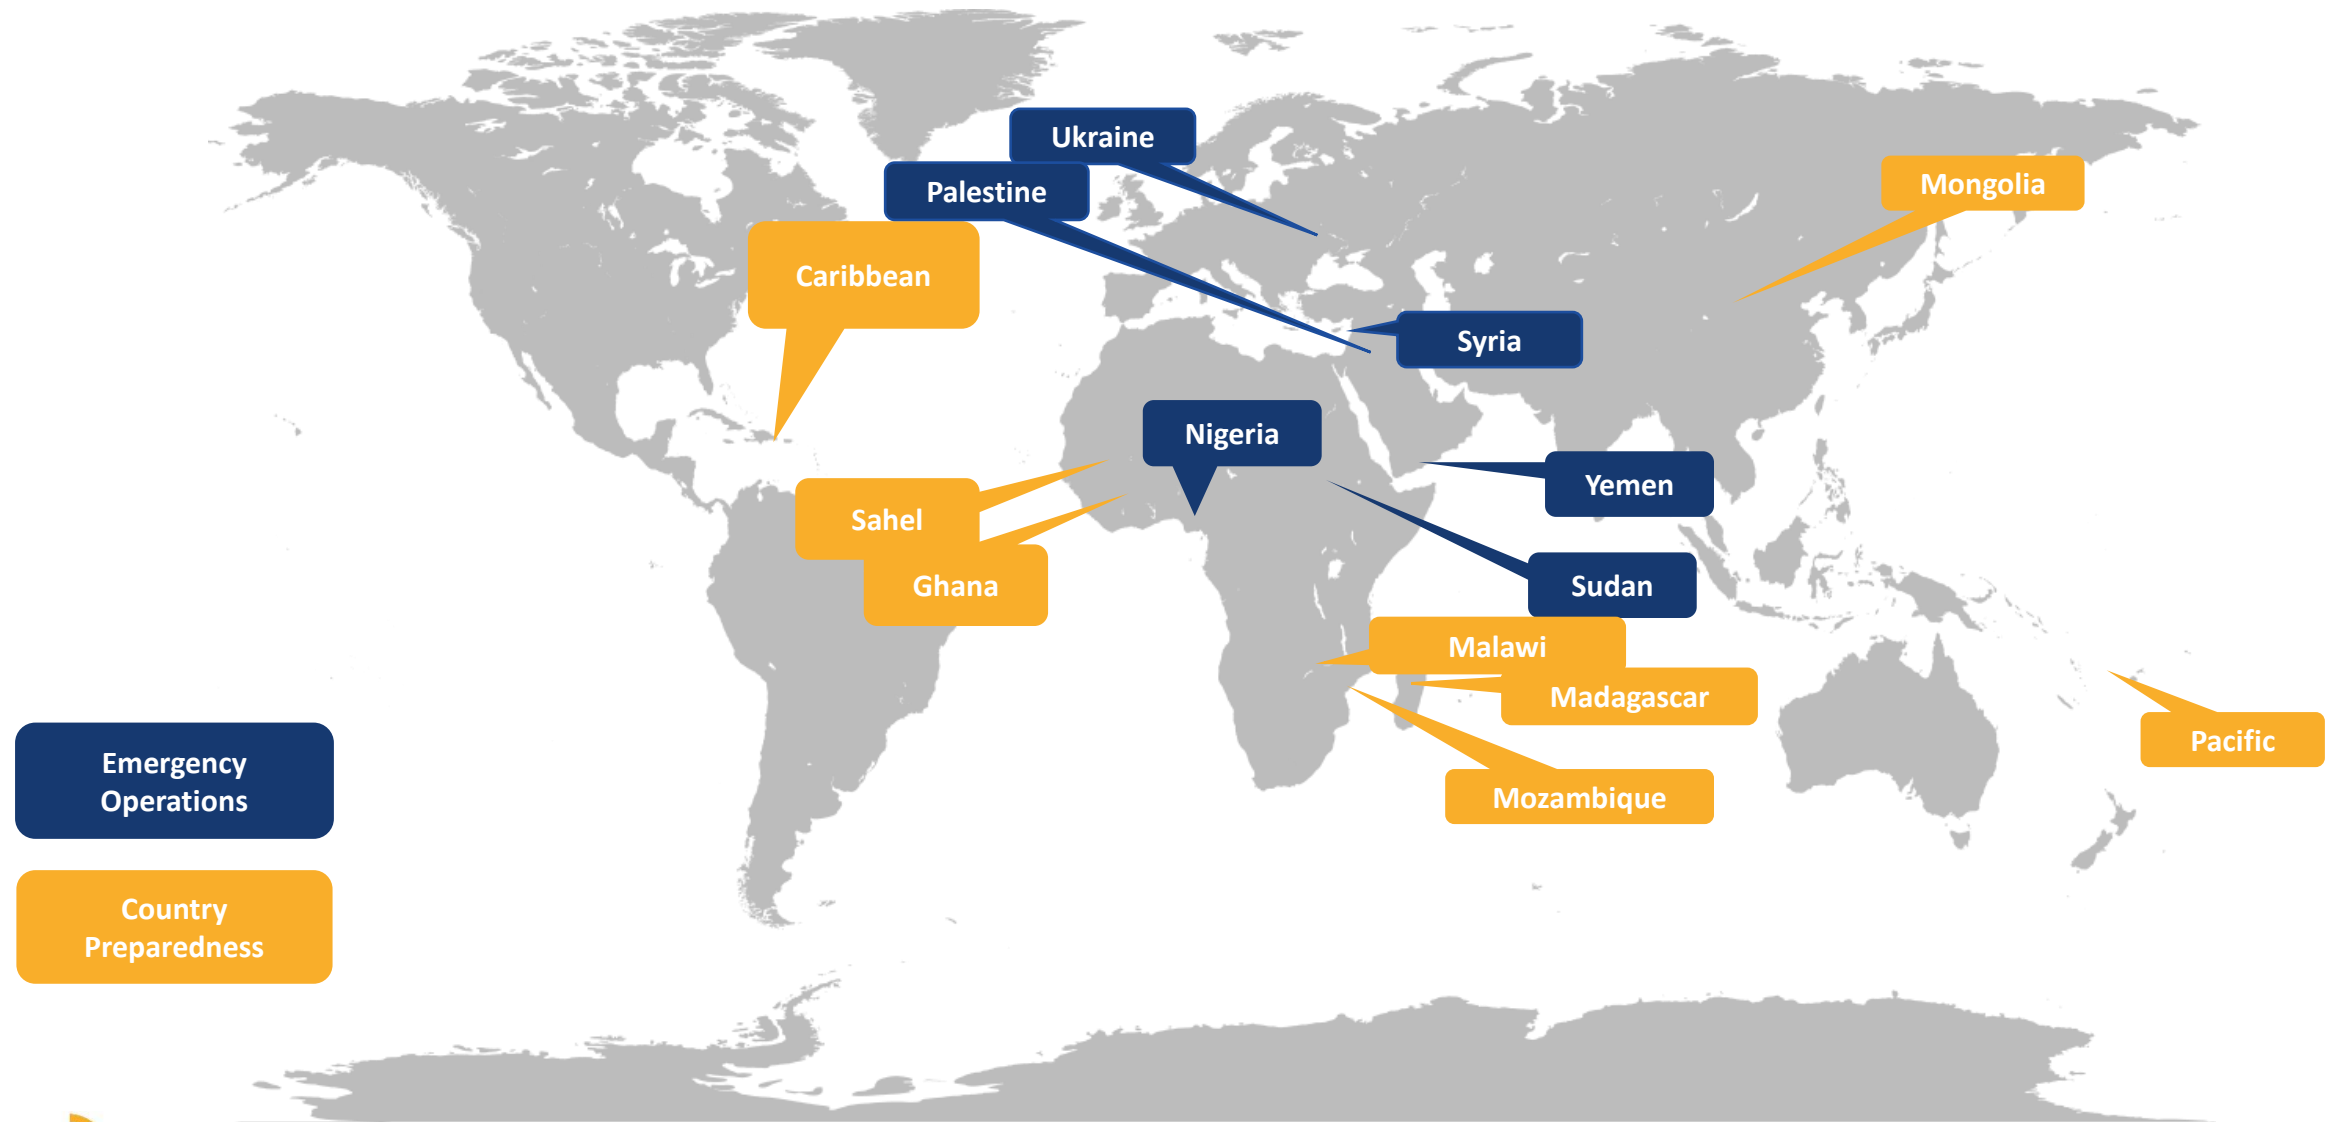 Ukraine
Palestine
Mongolia
Caribbean
Syria
Nigeria
Yemen
Sahel
Ghana
Sudan
Malawi
Madagascar
Pacific
Mozambique
Emergency
Operations
Country
Preparedness